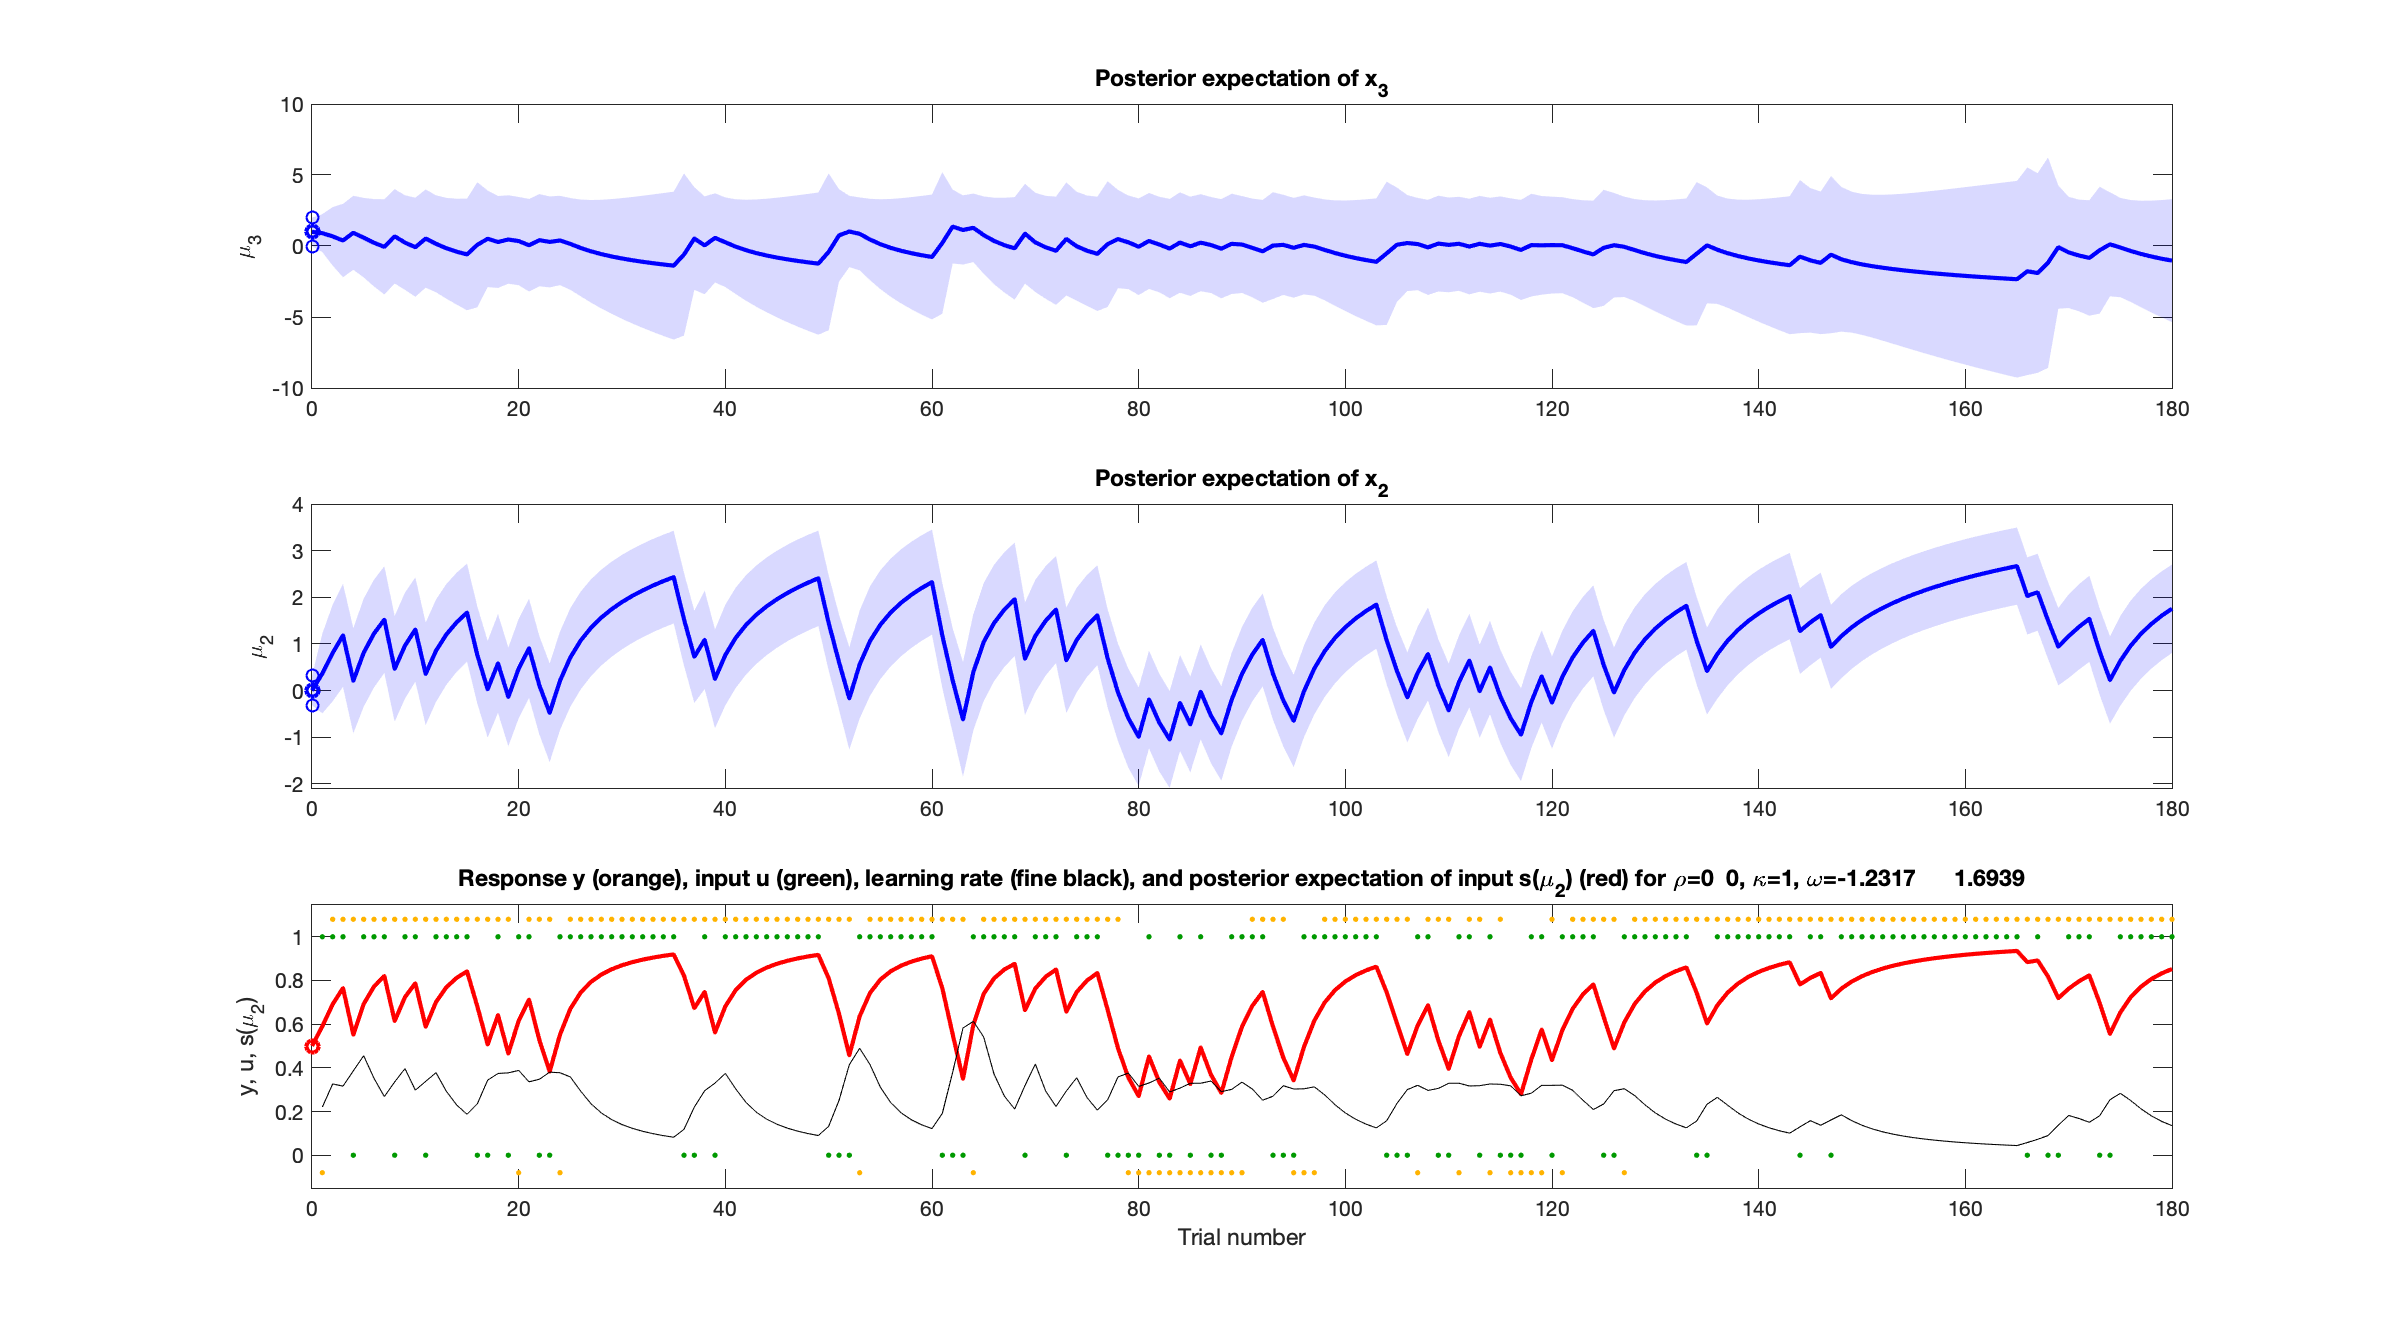 Posterior expectation of x3
10
5
0
-5
-10
μ3
0 20 40 60 80 100 120 140 160 180
Posterior expectation of x2
4
3
2
1
0
-1
-2
μ2
0 20 40 60 80 100 120 140 160 180
Response y (orange), input u (green), learning rate (fine black), and posterior expectation of input s(μ2) (red) for ρ=0 0, κ=1, ω=-1.2317 1.6939
1
0.8
0.6
0.4
0.2
0
y, u, s(μ2)
0 20 40 60 80 100 120 140 160 180
Trial number